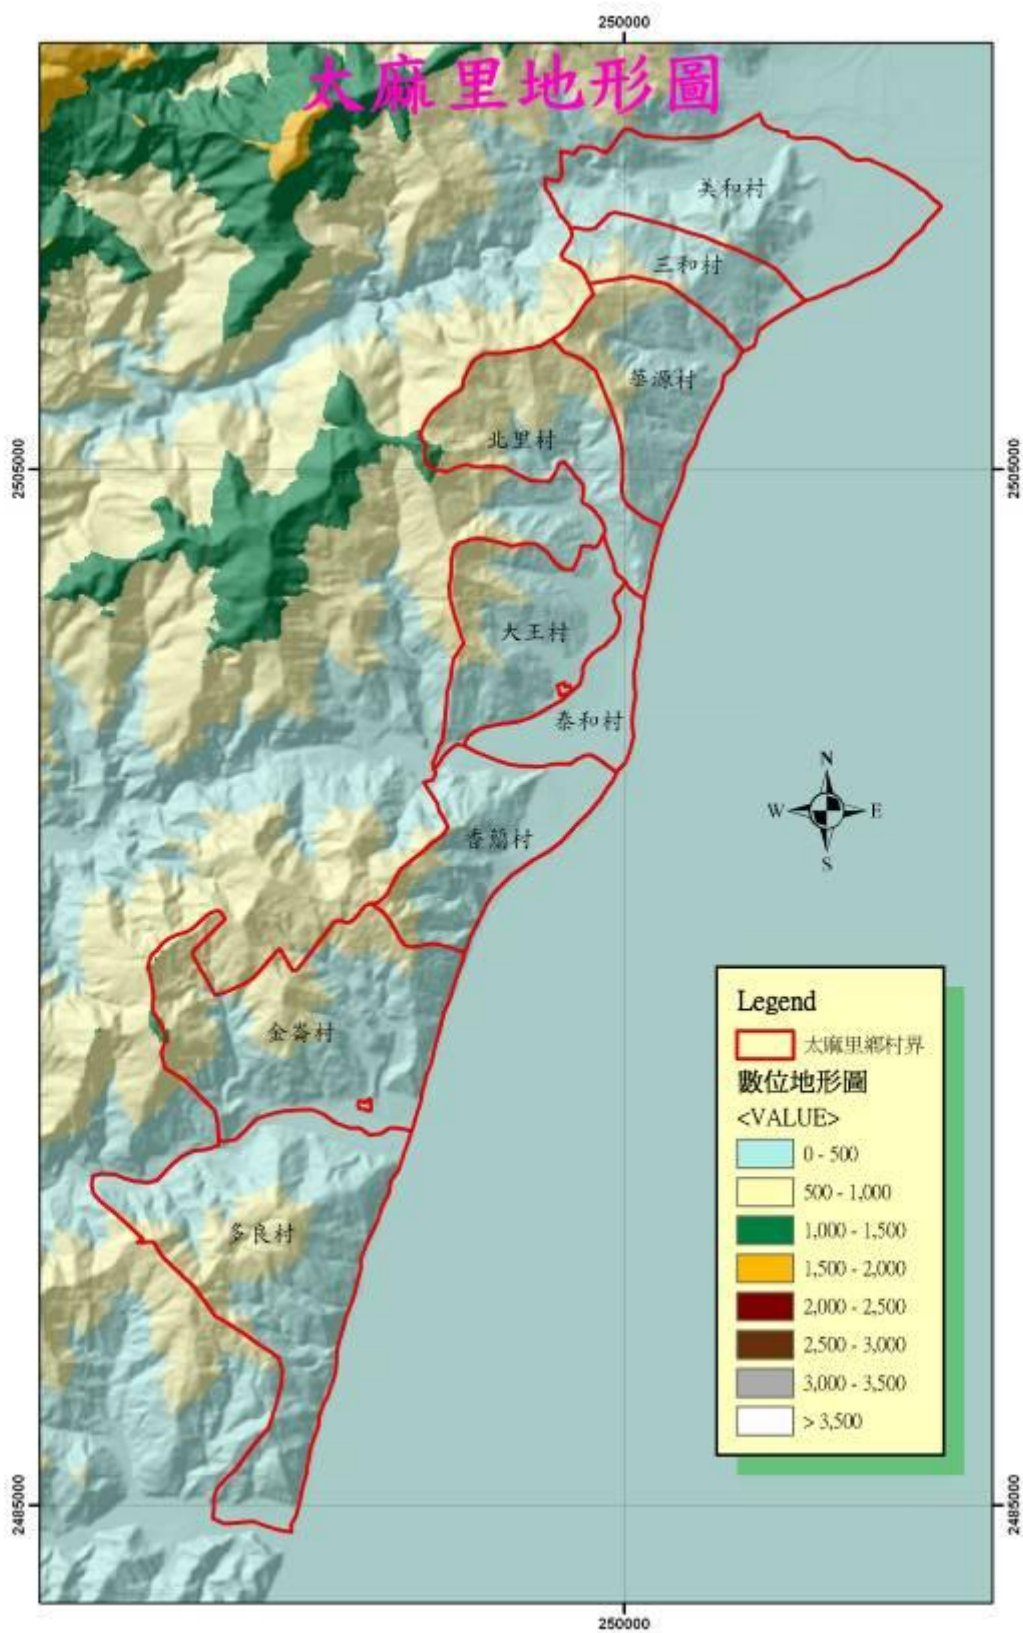 250000
太麻里地形圖
美和村
三和村
華源村
北里村
2505000
2505000
大王村
泰和村
N
W
E
S
香蘭村
金崙村
多良村
Legend
太麻里鄉村界
數位地形圖
<VALUE>
0 - 500
500 - 1,000
1,000 - 1,500
1,500 - 2,000
2,000 - 2,500
2,500 - 3,000
3,000 - 3,500
> 3,500
2485000
2485000
250000